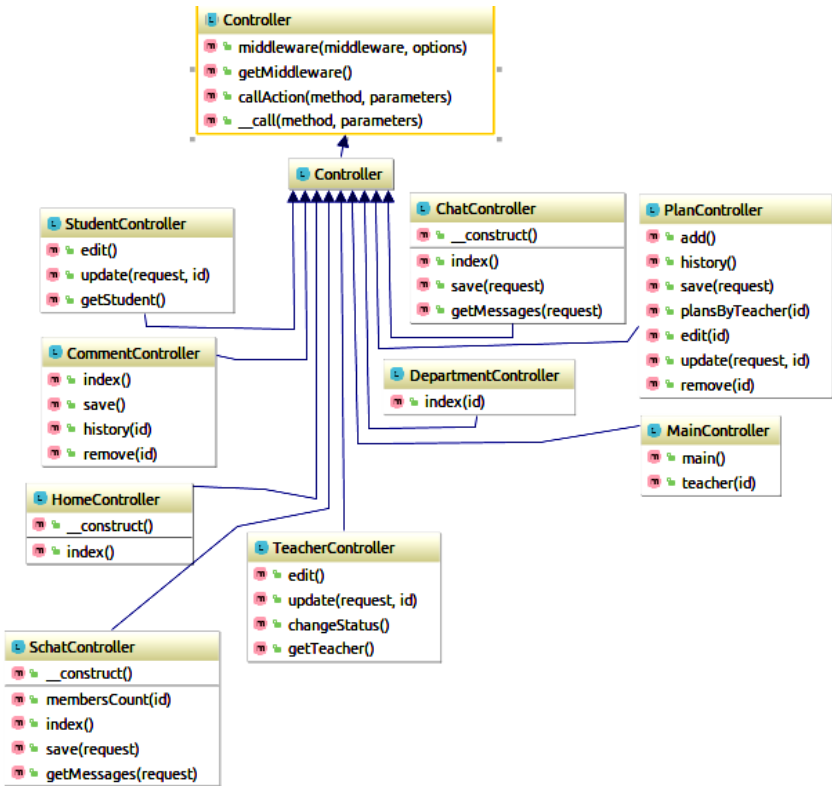 Controller
middleware(middleware, options)
getMiddleware()
callAction(method, parameters)
__call(method, parameters)
Controller
StudentController
edit()
update(request, id)
getStudent()
ChatController
__construct()
index()
save(request)
getMessages(request)
PlanController
add()
history()
save(request)
plansByTeacher(id)
edit(id)
update(request, id)
remove(id)
CommentController
index()
save()
history(id)
remove(id)
DepartmentController
index(id)
MainController
main()
teacher(id)
HomeController
__construct()
index()
TeacherController
edit()
update(request, id)
changeStatus()
getTeacher()
SchatController
__construct()
membersCount(id)
index()
save(request)
getMessages(request)